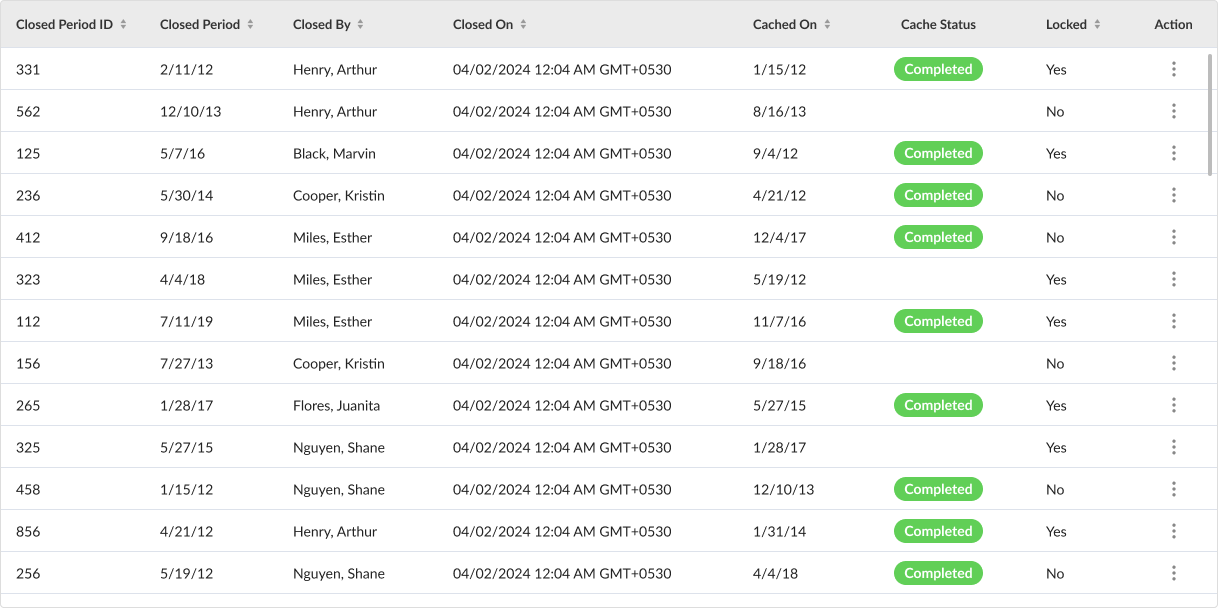 Closed Period ID Closed Period Closed By Closed On Cached On Cache Status Locked Action
331 2/11/12 Henry, Arthur 04/02/2024 12:04 AM GMT+0530 1/15/12 Completed Yes
562 12/10/13 Henry, Arthur 04/02/2024 12:04 AM GMT+0530 8/16/13 No
125 5/7/16 Black, Marvin 04/02/2024 12:04 AM GMT+0530 9/4/12 Completed Yes
236 5/30/14 Cooper, Kristin 04/02/2024 12:04 AM GMT+0530 4/21/12 Completed No
412 9/18/16 Miles, Esther 04/02/2024 12:04 AM GMT+0530 12/4/17 Completed No
323 4/4/18 Miles, Esther 04/02/2024 12:04 AM GMT+0530 5/19/12 Yes
112 7/11/19 Miles, Esther 04/02/2024 12:04 AM GMT+0530 11/7/16 Completed Yes
156 7/27/13 Cooper, Kristin 04/02/2024 12:04 AM GMT+0530 9/18/16 No
265 1/28/17 Flores, Juanita 04/02/2024 12:04 AM GMT+0530 5/27/15 Completed Yes
325 5/27/15 Nguyen, Shane 04/02/2024 12:04 AM GMT+0530 1/28/17 Yes
458 1/15/12 Nguyen, Shane 04/02/2024 12:04 AM GMT+0530 12/10/13 Completed No
856 4/21/12 Henry, Arthur 04/02/2024 12:04 AM GMT+0530 1/31/14 Completed Yes
256 5/19/12 Nguyen, Shane 04/02/2024 12:04 AM GMT+0530 4/4/18 Completed No